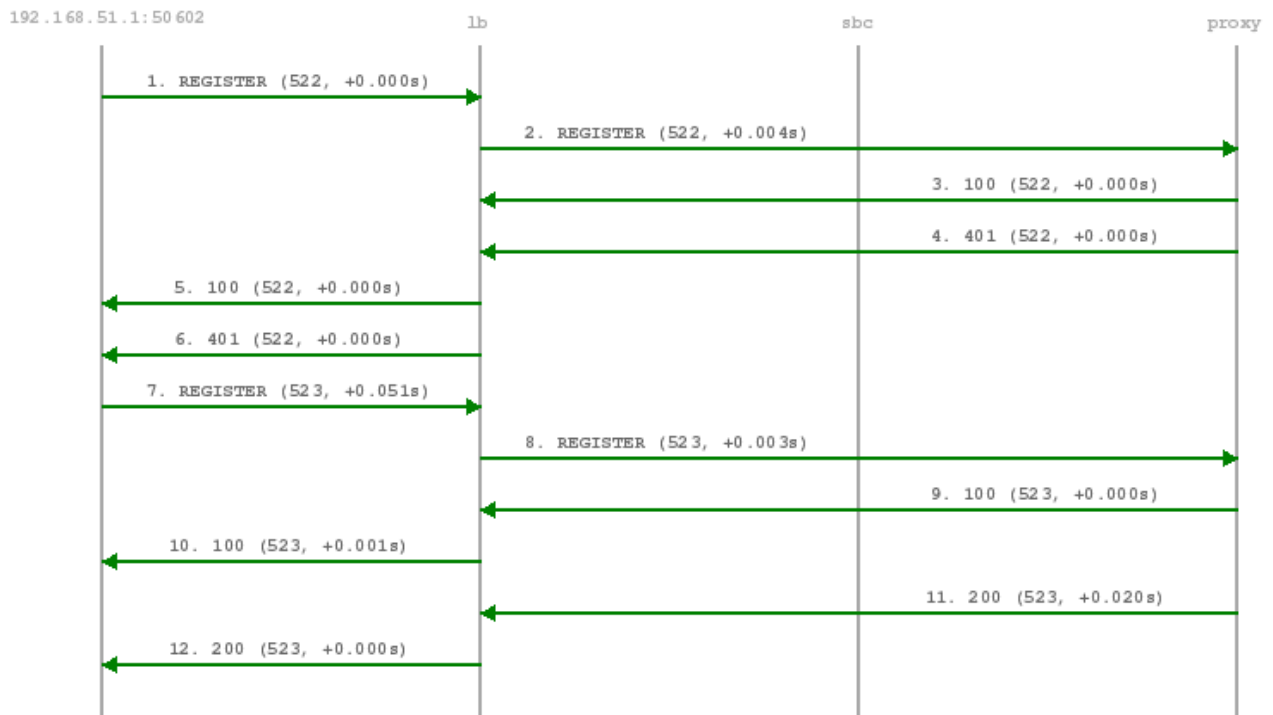 192.168.51.1:50602 lb sbc proxy
1. REGISTER (522, +0.000s)
2. REGISTER (522, +0.004s)
3. 100 (522, +0.000s)
4. 401 (522, +0.000s)
5. 100 (522, +0.000s)
6. 401 (522, +0.000s)
7. REGISTER (523, +0.051s)
8. REGISTER (523, +0.003s)
9. 100 (523, +0.000s)
10. 100 (523, +0.001s)
11. 200 (523, +0.020s)
12. 200 (523, +0.000s)